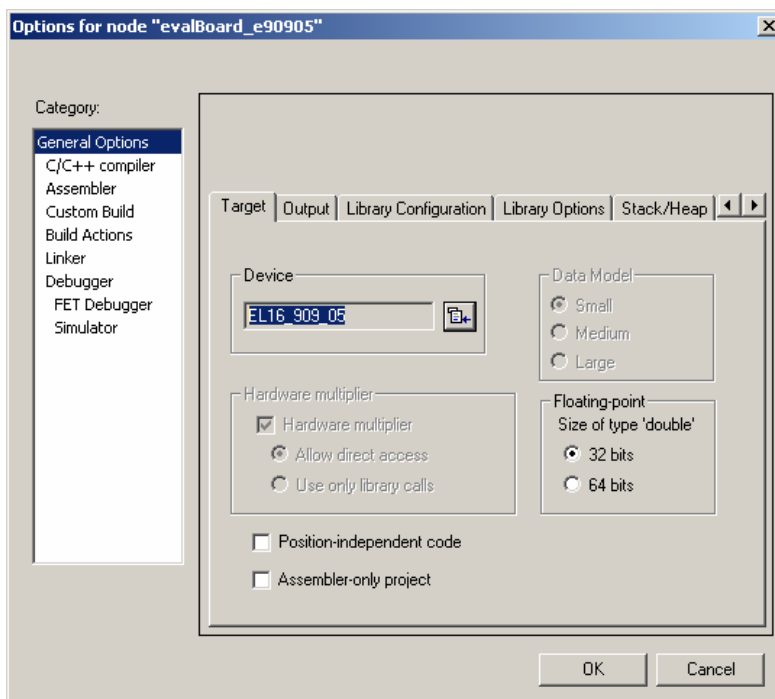 Options for node "evalBoard_e90905"
Category:
General Options
C/C++ compiler
Assembler
Custom Build
Build Actions
Linker
Debugger
FET Debugger
Simulator
Target
Output
Library Configuration
Library Options
Stack/Heap
Device
EL16_909_05
Data Model
Small
Medium
Large
Hardware multiplier
Hardware multiplier
Allow direct access
Use only library calls
Floating-point
Size of type 'double'
32 bits
64 bits
Position-independent code
Assembler-only project
OK
Cancel